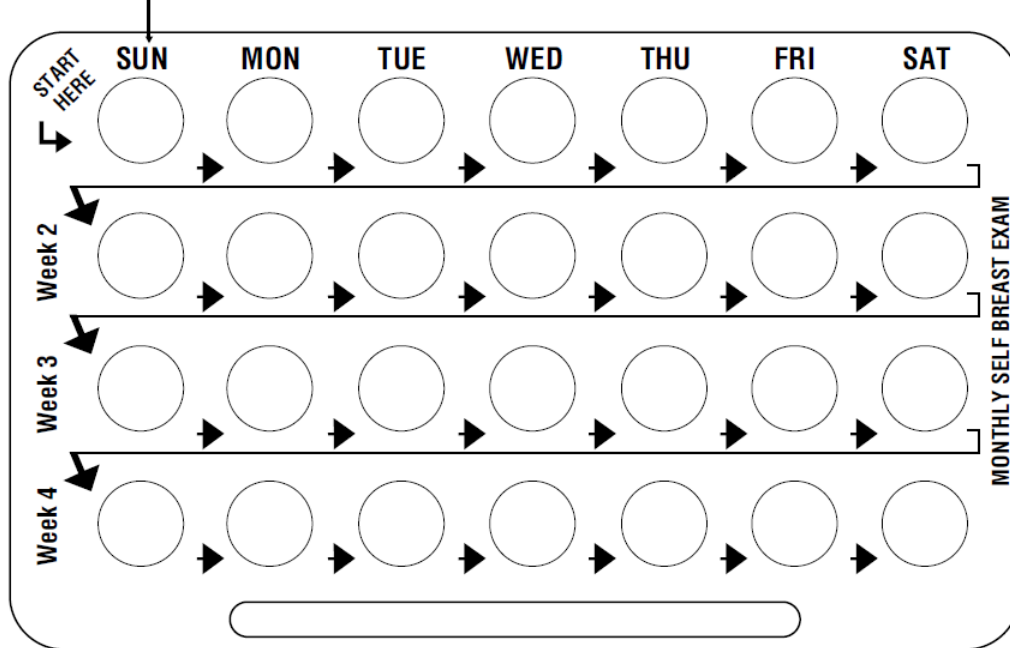 START
HERE
SUN MON TUE WED THU FRI SAT
Week 2
Week 3
Week 4
MONTHLY SELF BREAST EXAM